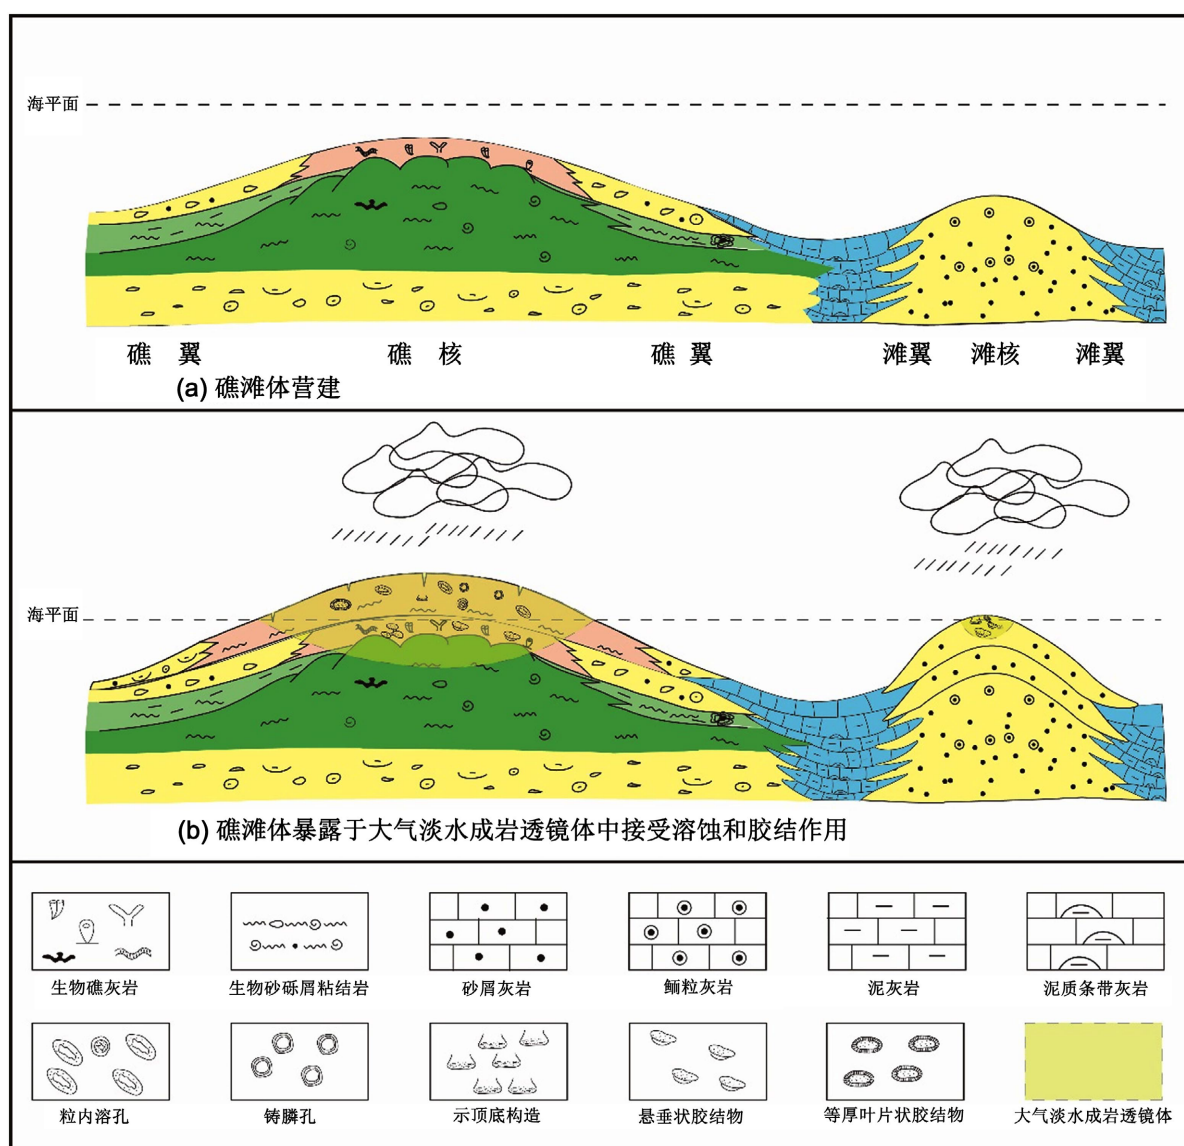 海平面
礁 翼
礁 核
礁 翼
滩翼
滩核
滩翼
(a) 礁滩体营建
海平面
(b) 礁滩体暴露于大气淡水成岩透镜体中接受溶蚀和胶结作用
生物礁灰岩
生物砂砾屑粘结岩
砂屑灰岩
鲕粒灰岩
泥灰岩
泥质条带灰岩
粒内溶孔
铸膦孔
示顶底构造
悬垂状胶结物
等厚叶片状胶结物
大气淡水成岩透镜体